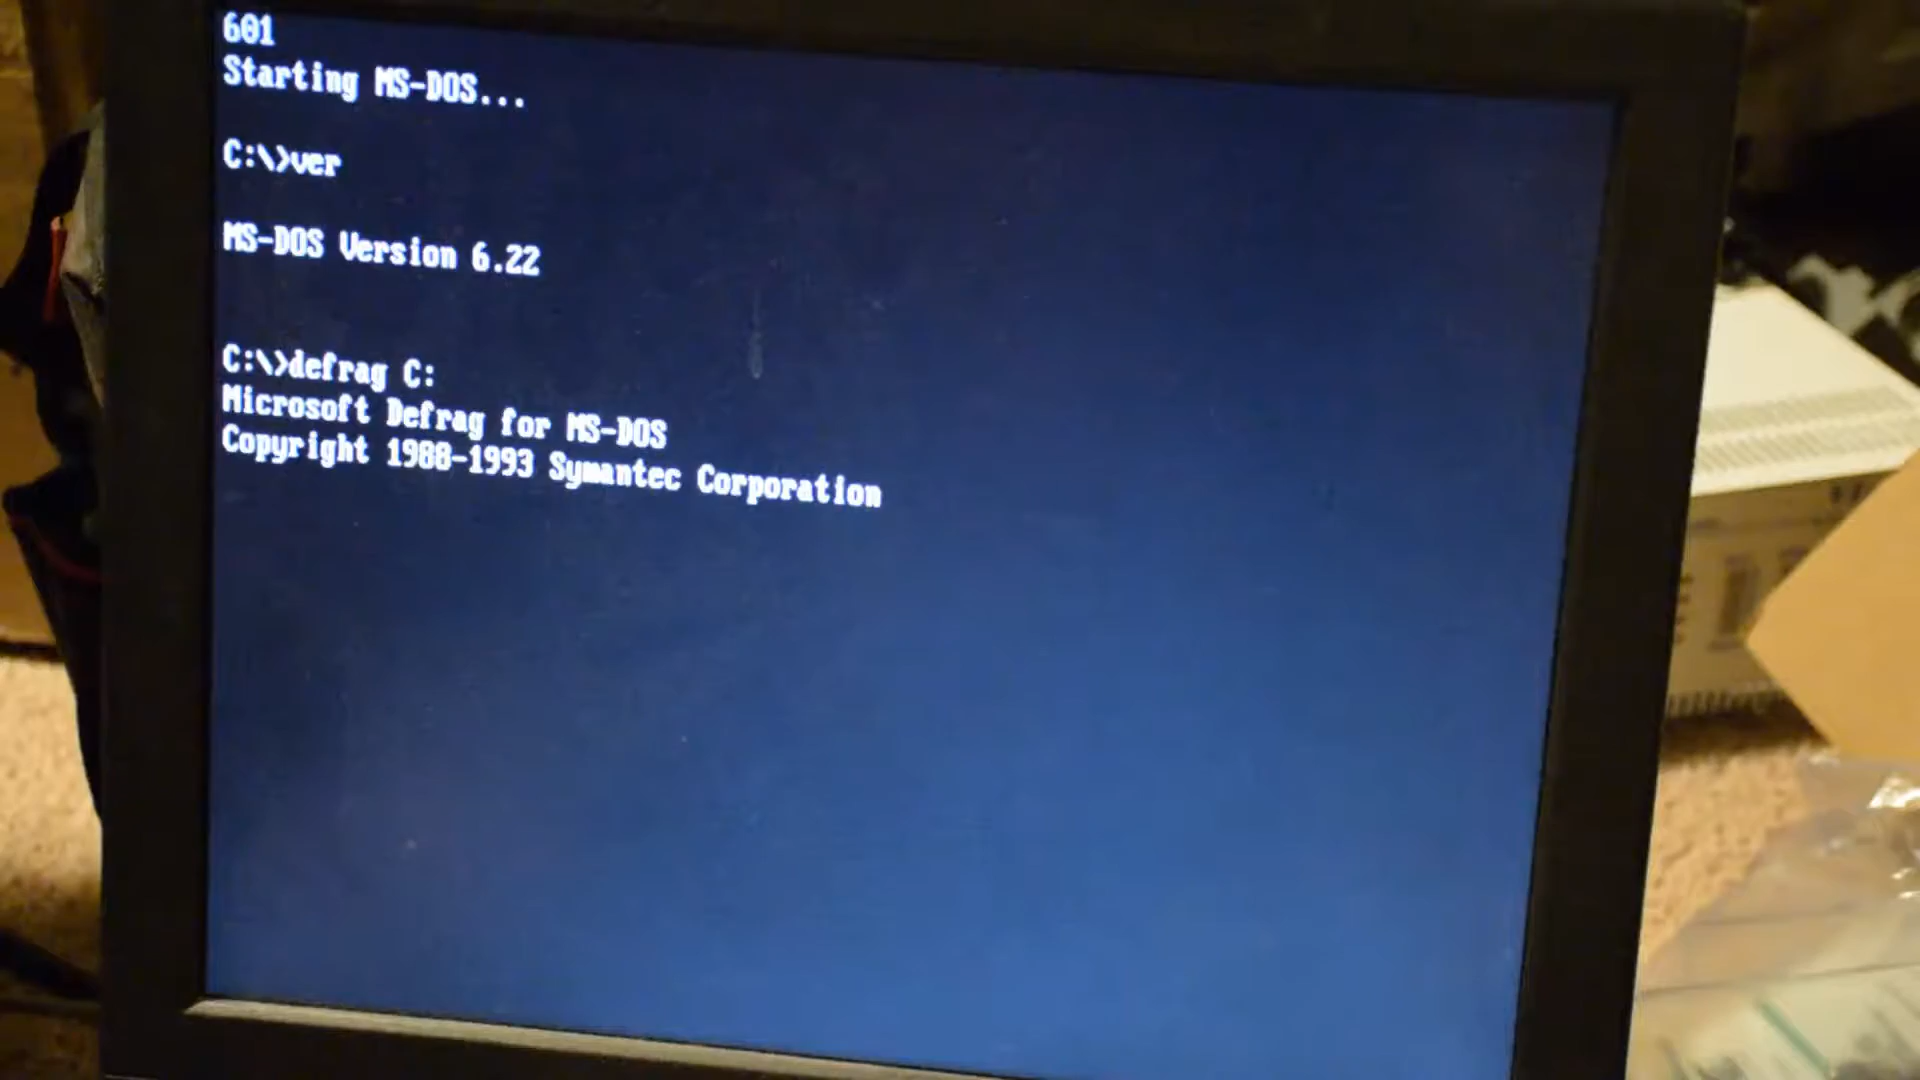 601
Starting MS-DOS...
C:\>ver
MS-DOS Version 6.22
C:\>defrag C:
Microsoft Defrag for MS-DOS
Copyright 1988-1993 Symantec Corporation